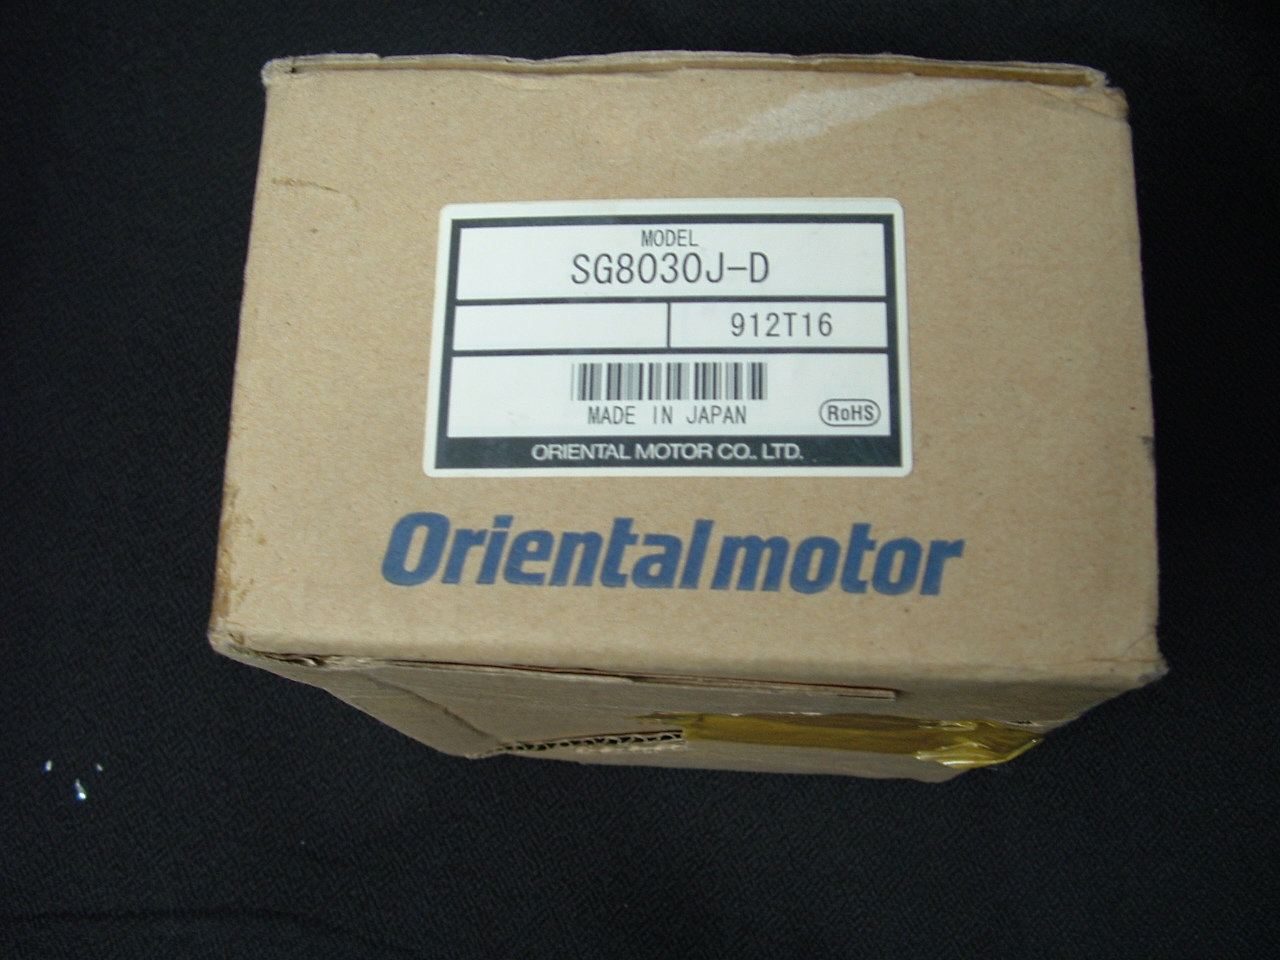 MODEL
SG8030J-D
912T16
MADE IN JAPAN
RoHS
ORIENTAL MOTOR CO., LTD.
Orientalmotor